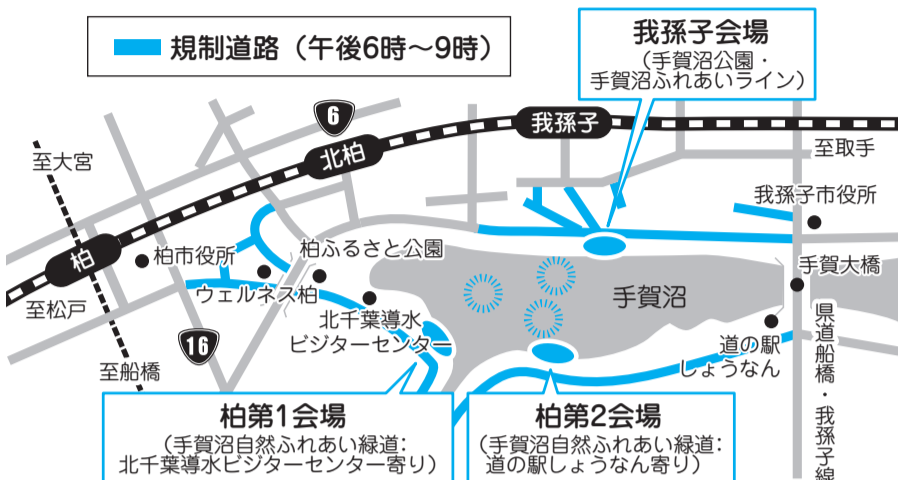 規制道路（午後6時～9時）
我孫子会場
（手賀沼公園・
手賀沼ふれあいライン）
6
我孫子
北柏
至大宮
至取手
我孫子市役所
柏
柏市役所
柏ふるさと公園
ウェルネス柏
手賀大橋
手賀沼
至松戸
北千葉導水
ビジターセンター
16
道の駅
しょうなん
至船橋
県道船橋・我孫子線
柏第1会場
（手賀沼自然ふれあい緑道：
北千葉導水ビジターセンター寄り）
柏第2会場
（手賀沼自然ふれあい緑道：
道の駅しょうなん寄り）